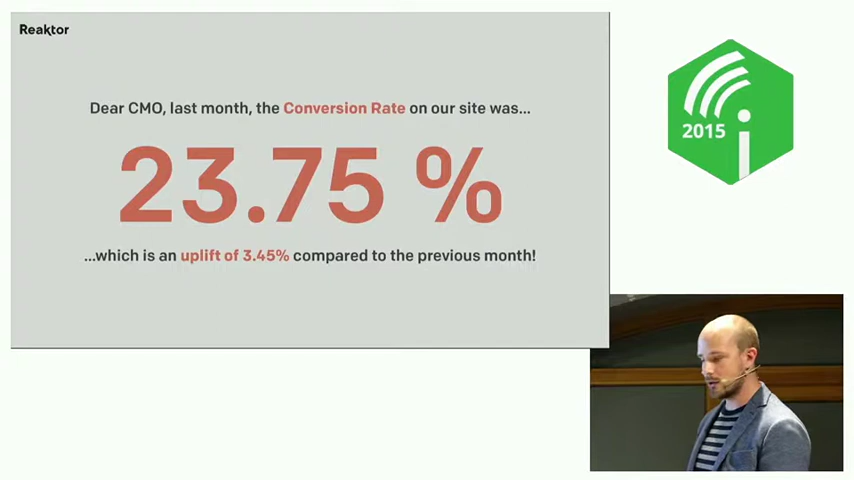 Reaktor
Dear CMO, last month, the Conversion Rate on our site was...
23.75 %
...which is an uplift of 3.45% compared to the previous month!
2015